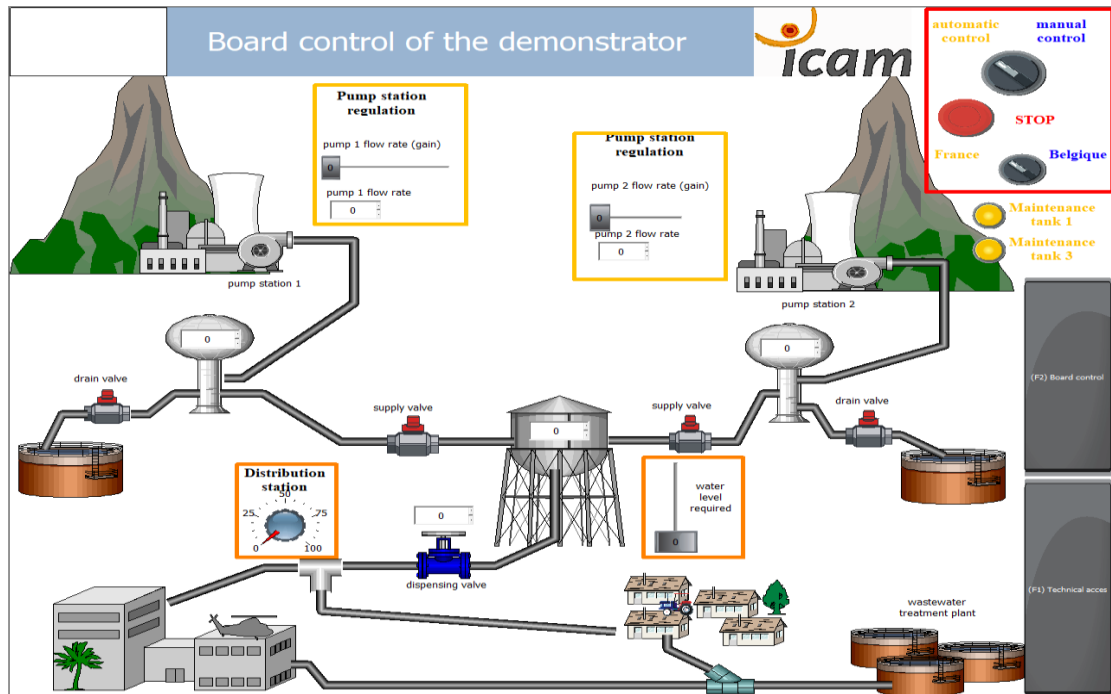 Board control of the demonstrator
icam
automatic
control
manual
control
STOP
France
Belgique
Maintenance
tank 1
Maintenance
tank 3
Pump station
regulation
pump 1 flow rate (gain)
0
pump 1 flow rate
0
Pump station
regulation
pump 2 flow rate (gain)
0
pump 2 flow rate
0
pump station 1
pump station 2
0
0
drain valve
supply valve
0
supply valve
drain valve
(F2) Board control
Distribution
station
0
25
50
75
100
0
dispensing valve
water
level
required
0
(F1) Technical acces
wastewater
treatment plant